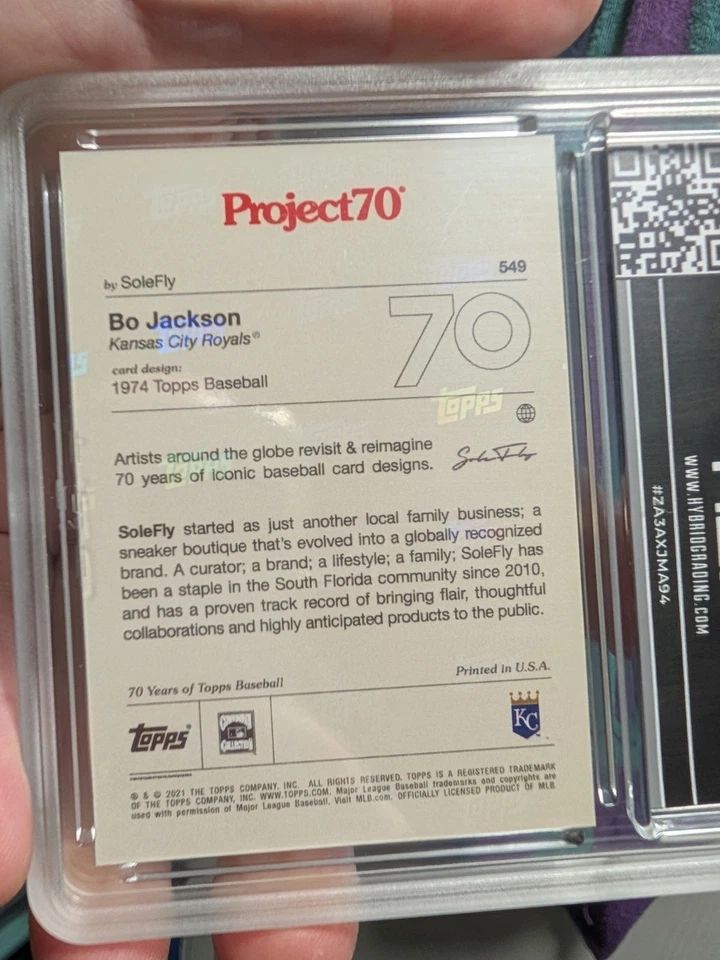 Project70®
by SoleFly
549
Bo Jackson
Kansas City Royals®
card design:
1974 Topps Baseball
70
Topps
Artists around the globe revisit & reimagine
70 years of iconic baseball card designs.
SoleFly
SoleFly started as just another local family business; a
sneaker boutique that's evolved into a globally recognized
brand. A curator; a brand; a lifestyle; a family; SoleFly has
been a staple in the South Florida community since 2010,
and has a proven track record of bringing flair, thoughtful
collaborations and highly anticipated products to the public.
70 Years of Topps Baseball
Printed in U.S.A.
Topps®
KC
® & © 2021 THE TOPPS COMPANY, INC. ALL RIGHTS RESERVED. TOPPS IS A REGISTERED TRADEMARK
OF THE TOPPS COMPANY, INC. WWW.TOPPS.COM. Major League Baseball trademarks and copyrights are
used with permission of Major League Baseball. Visit MLB.com. OFFICIALLY LICENSED PRODUCT OF MLB
WWW.HYBRIDGRADING.COM
#ZA3AXJMA94